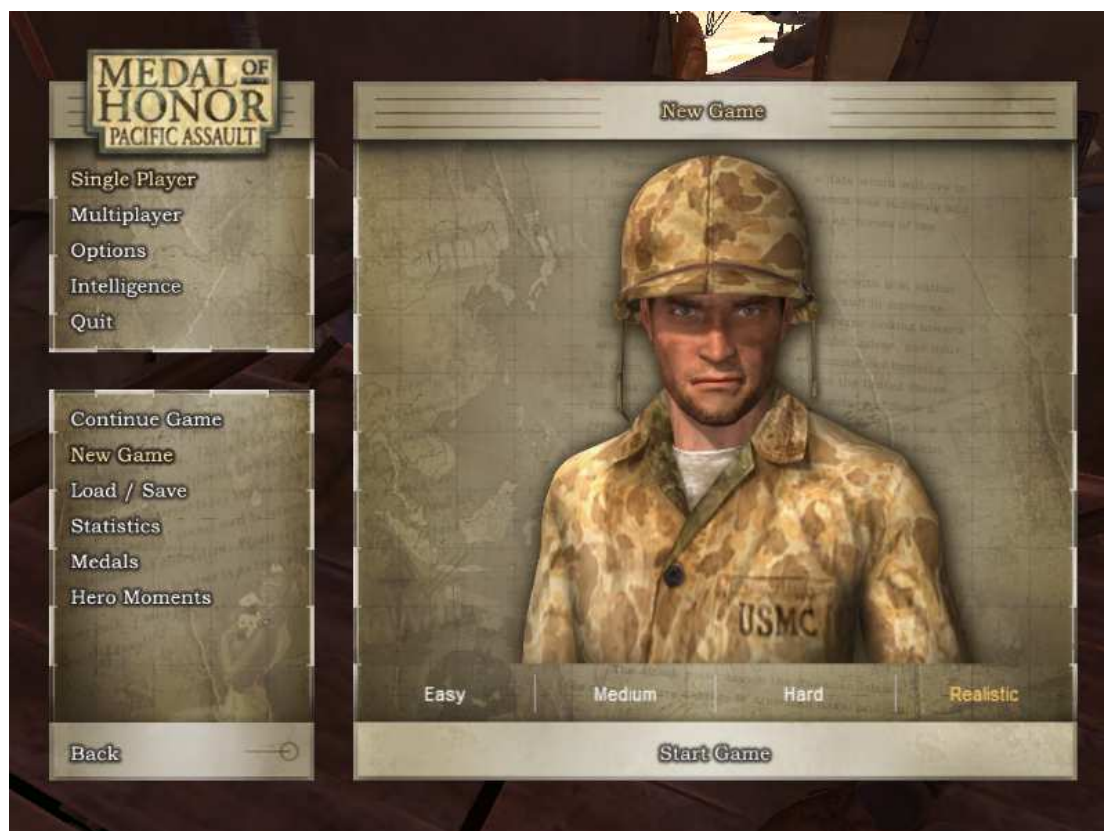 MEDAL OF
HONOR
PACIFIC ASSAULT
Single Player
Multiplayer
Options
Intelligence
Quit
Continue Game
New Game
Load / Save
Statistics
Medals
Hero Moments
Back
New Game
USMC
Easy
Medium
Hard
Realistic
Start Game